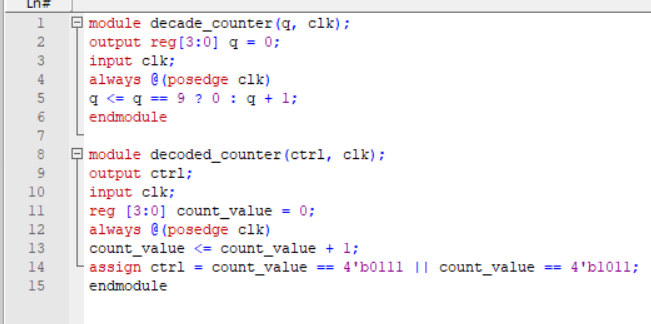 Ln#
1 module decade_counter(q, clk);
2 output reg[3:0] q = 0;
3 input clk;
4 always @(posedge clk)
5 q <= q == 9 ? 0 : q + 1;
6 endmodule
7
8 module decoded_counter(ctrl, clk);
9 output ctrl;
10 input clk;
11 reg [3:0] count_value = 0;
12 always @(posedge clk)
13 count_value <= count_value + 1;
14 assign ctrl = count_value == 4'b0111 || count_value == 4'b1011;
15 endmodule